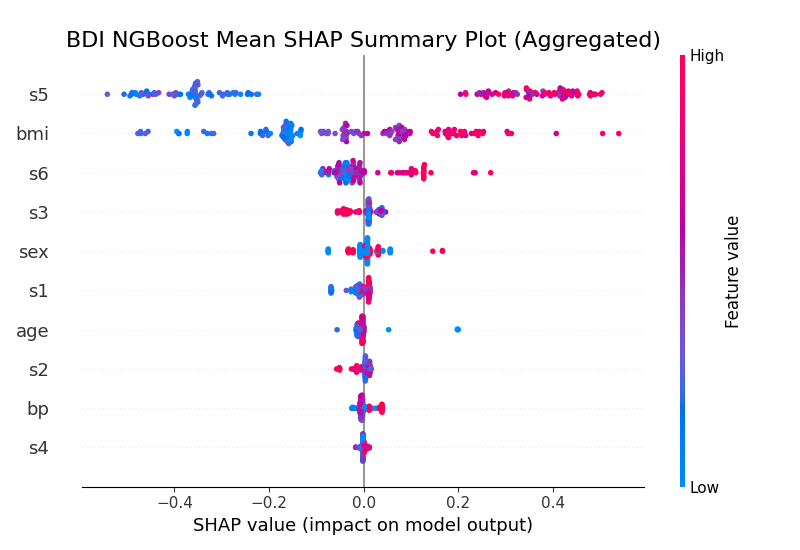 BDI NGBoost Mean SHAP Summary Plot (Aggregated)
High
s5
bmi
s6
s3
sex
s1
age
s2
bp
s4
Feature value
Low
−0.4 −0.2 0.0 0.2 0.4
SHAP value (impact on model output)